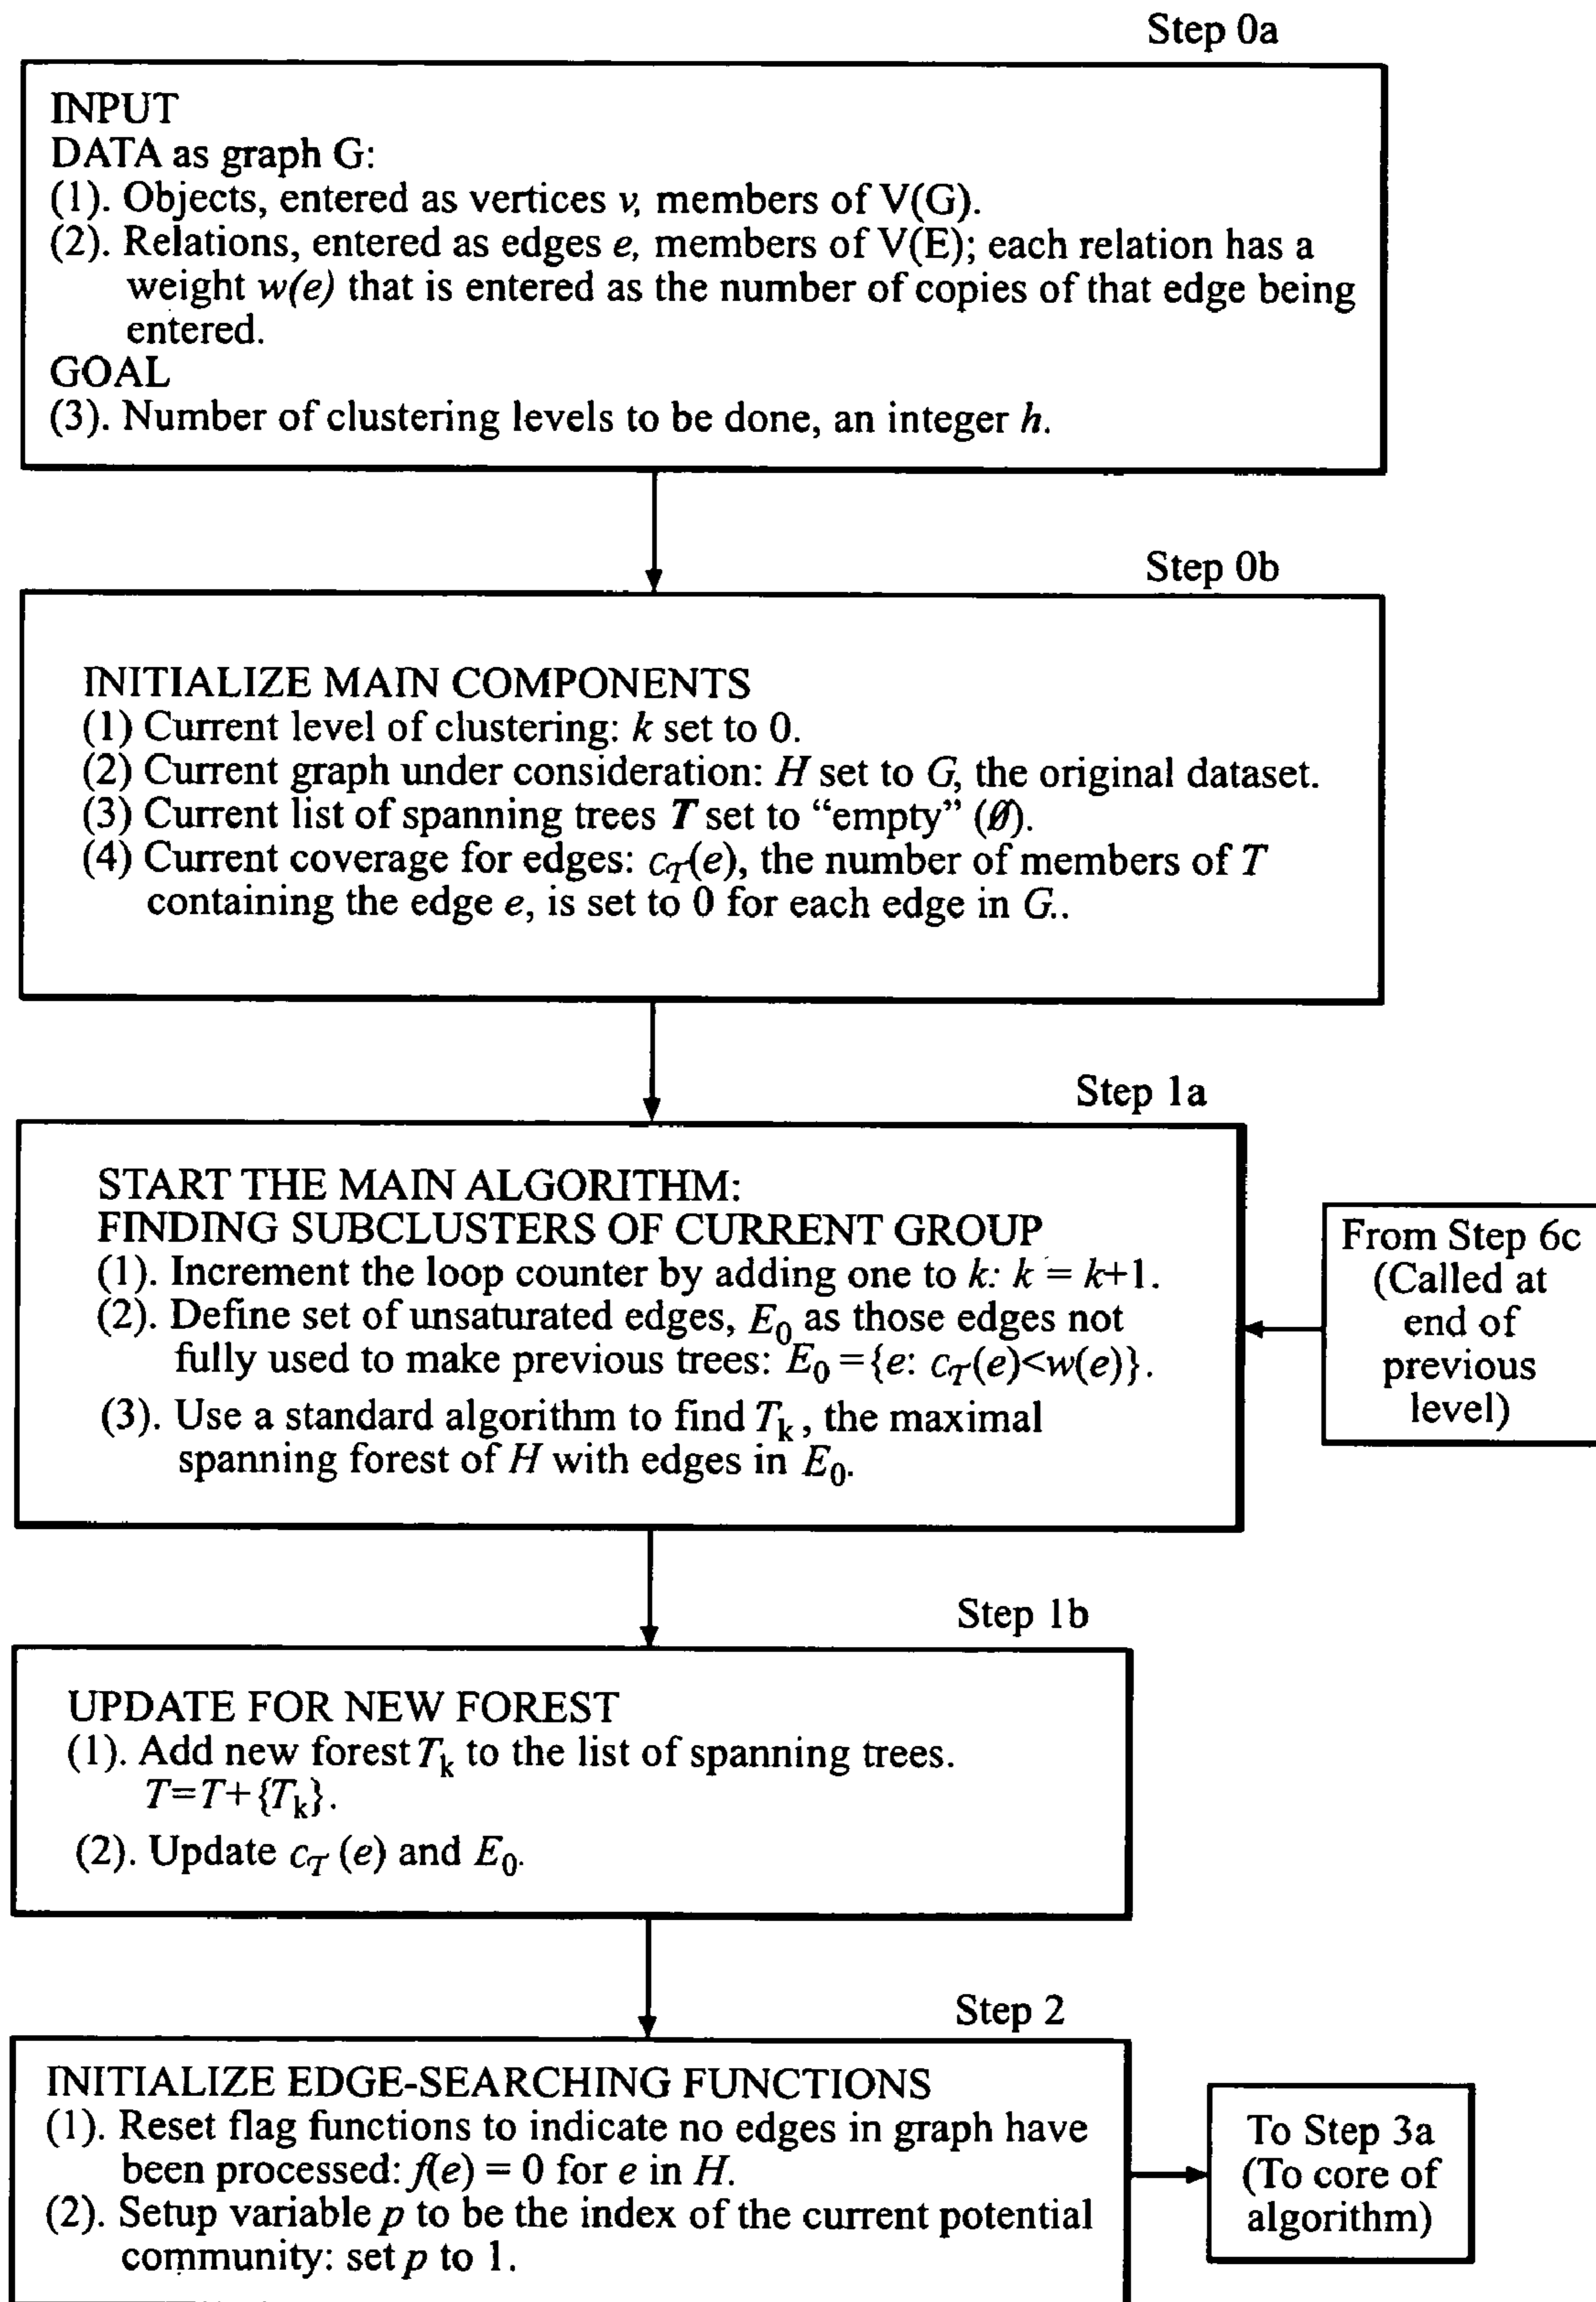 Step 0a
INPUT
DATA as graph G:
(1). Objects, entered as vertices v, members of V(G).
(2). Relations, entered as edges e, members of V(E); each relation has a
weight w(e) that is entered as the number of copies of that edge being
entered.
GOAL
(3). Number of clustering levels to be done, an integer h.
Step 0b
INITIALIZE MAIN COMPONENTS
(1) Current level of clustering: k set to 0.
(2) Current graph under consideration: H set to G, the original dataset.
(3) Current list of spanning trees T set to “empty” (∅).
(4) Current coverage for edges: c_T(e), the number of members of T
containing the edge e, is set to 0 for each edge in G..
Step 1a
START THE MAIN ALGORITHM:
FINDING SUBCLUSTERS OF CURRENT GROUP
(1). Increment the loop counter by adding one to k: k = k+1.
(2). Define set of unsaturated edges, E₀ as those edges not
fully used to make previous trees: E₀ ={e: c_T(e)<w(e)}.
(3). Use a standard algorithm to find T_k, the maximal
spanning forest of H with edges in E₀.
From Step 6c
(Called at
end of
previous
level)
Step 1b
UPDATE FOR NEW FOREST
(1). Add new forest T_k to the list of spanning trees.
T=T+{T_k}.
(2). Update c_T (e) and E₀.
Step 2
INITIALIZE EDGE-SEARCHING FUNCTIONS
(1). Reset flag functions to indicate no edges in graph have
been processed: f(e) = 0 for e in H.
(2). Setup variable p to be the index of the current potential
community: set p to 1.
To Step 3a
(To core of
algorithm)